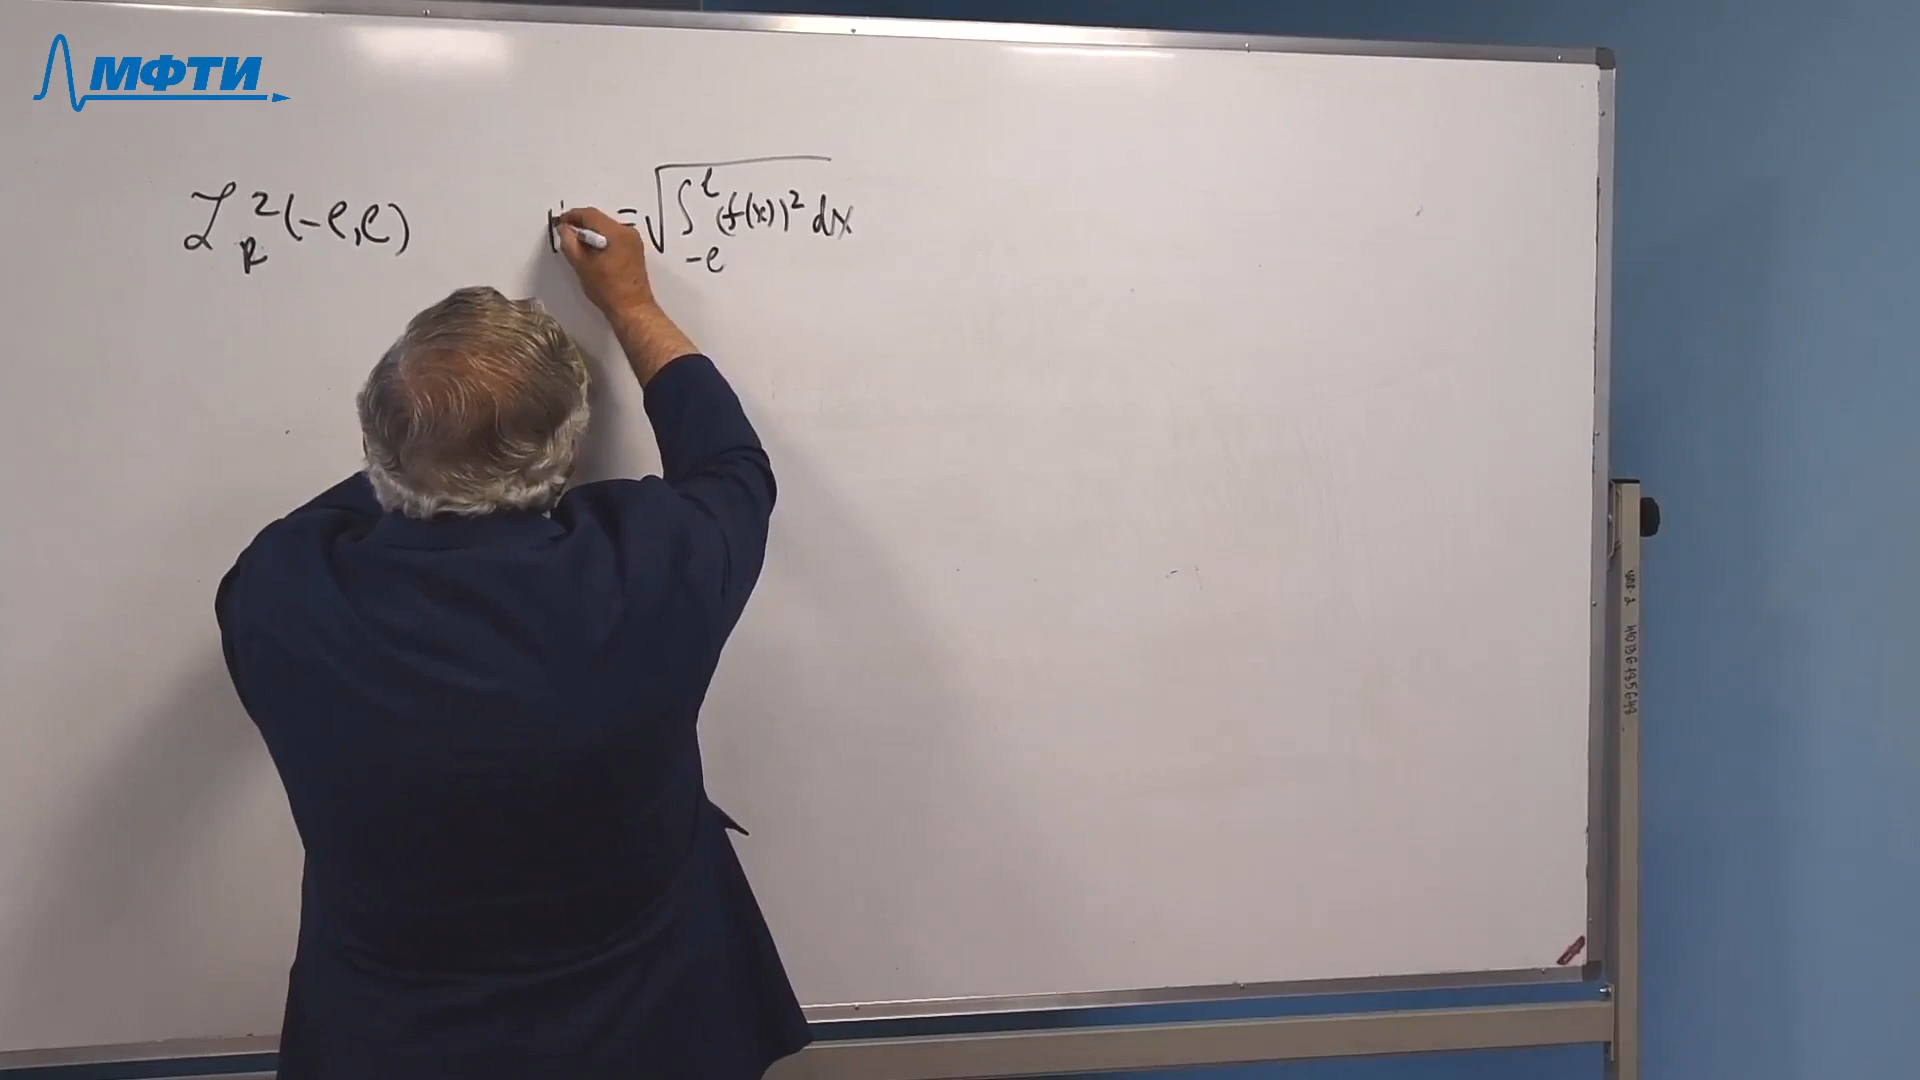 МФТИ
ℒ²_R(-ℓ,ℓ) = √∫_{-ℓ}^{ℓ}(f(x))² dx